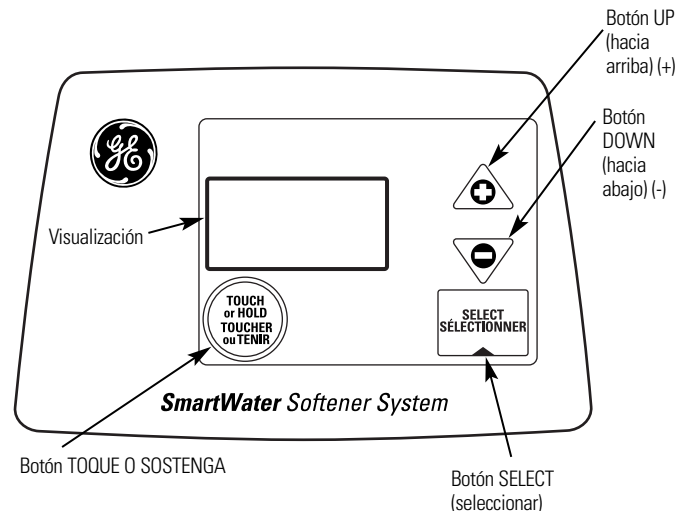 Botón UP
(hacia
arriba) (+)
Botón
DOWN
(hacia
abajo) (-)
GE
Visualización
TOUCH
or HOLD
TOUCHER
ou TENIR
SELECT
SÉLECTIONNER
SmartWater Softener System
Botón TOQUE O SOSTENGA
Botón SELECT
(seleccionar)